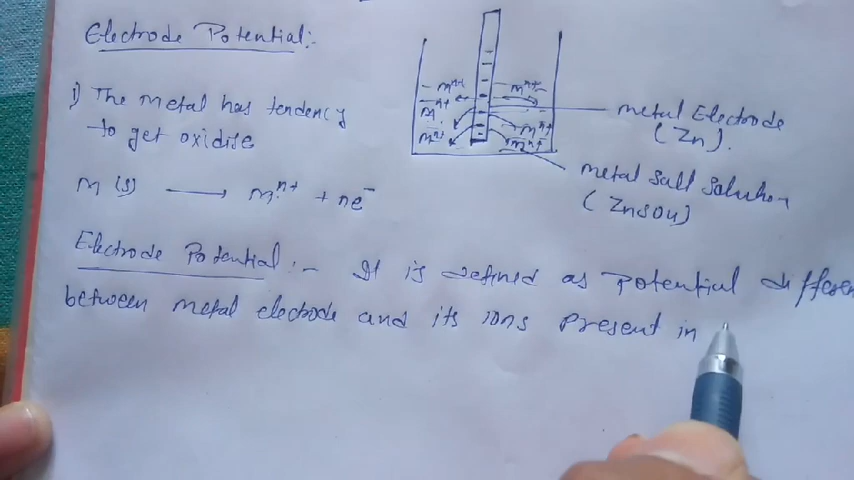 Electrode Potential:-
1) The metal has tendency
to get oxidise
M (s) ⟶ M^n+ + ne^-
- M^n+
- M^n+ -
M^n+
M^n+
M^n+
M^n+
metal Electrode
(Zn).
metal salt solution
(ZnSO4)
Electrode Potential :- It is defined as Potential differen
between metal electrode and its ions present in